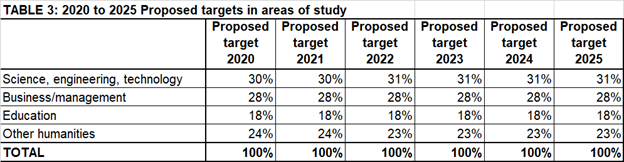 TABLE 3: 2020 to 2025 Proposed targets in areas of study
Proposed target 2020 Proposed target 2021 Proposed target 2022 Proposed target 2023 Proposed target 2024 Proposed target 2025
Science, engineering, technology 30% 30% 31% 31% 31% 31%
Business/management 28% 28% 28% 28% 28% 28%
Education 18% 18% 18% 18% 18% 18%
Other humanities 24% 24% 23% 23% 23% 23%
TOTAL 100% 100% 100% 100% 100% 100%